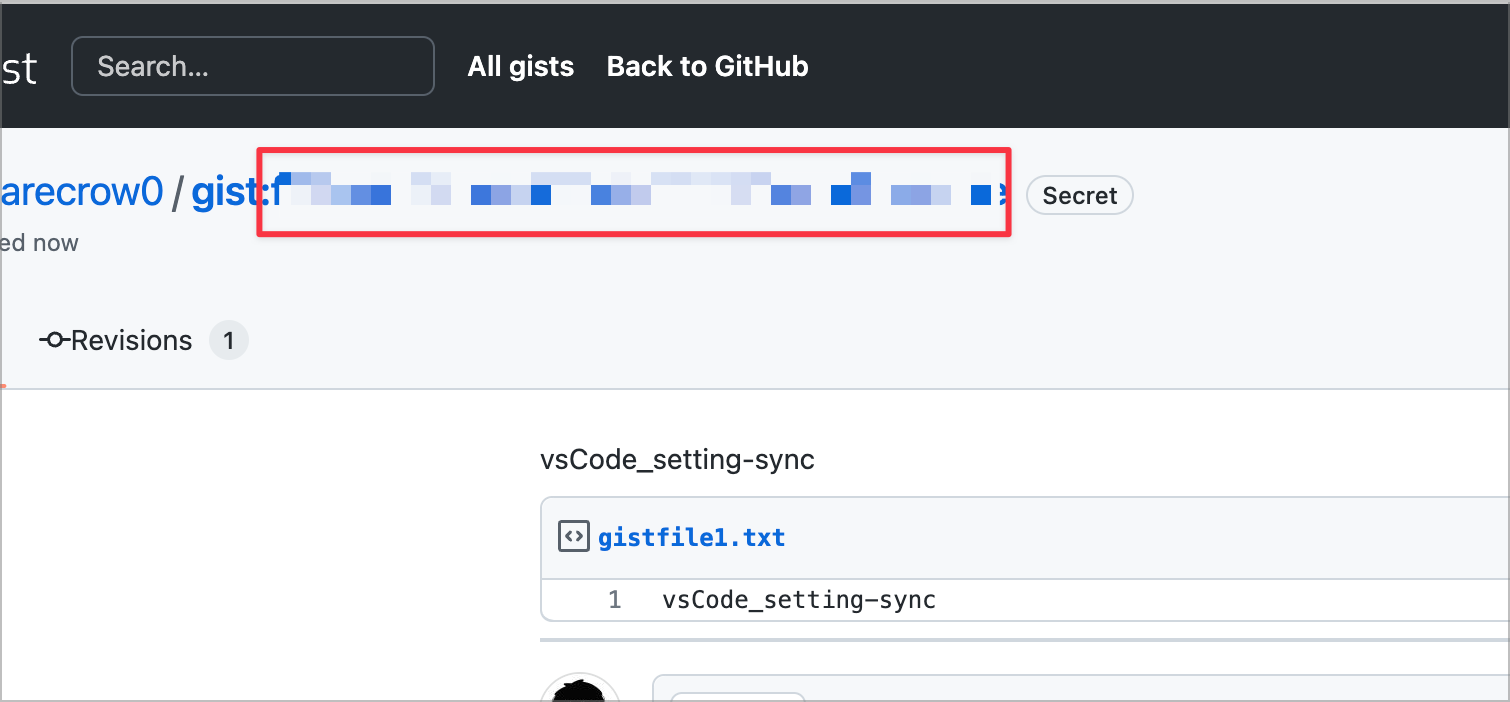 st Search... All gists Back to GitHub
arecrow0 / gist:f Secret
ed now
Revisions 1
vsCode_setting-sync
gistfile1.txt
1 vsCode_setting-sync